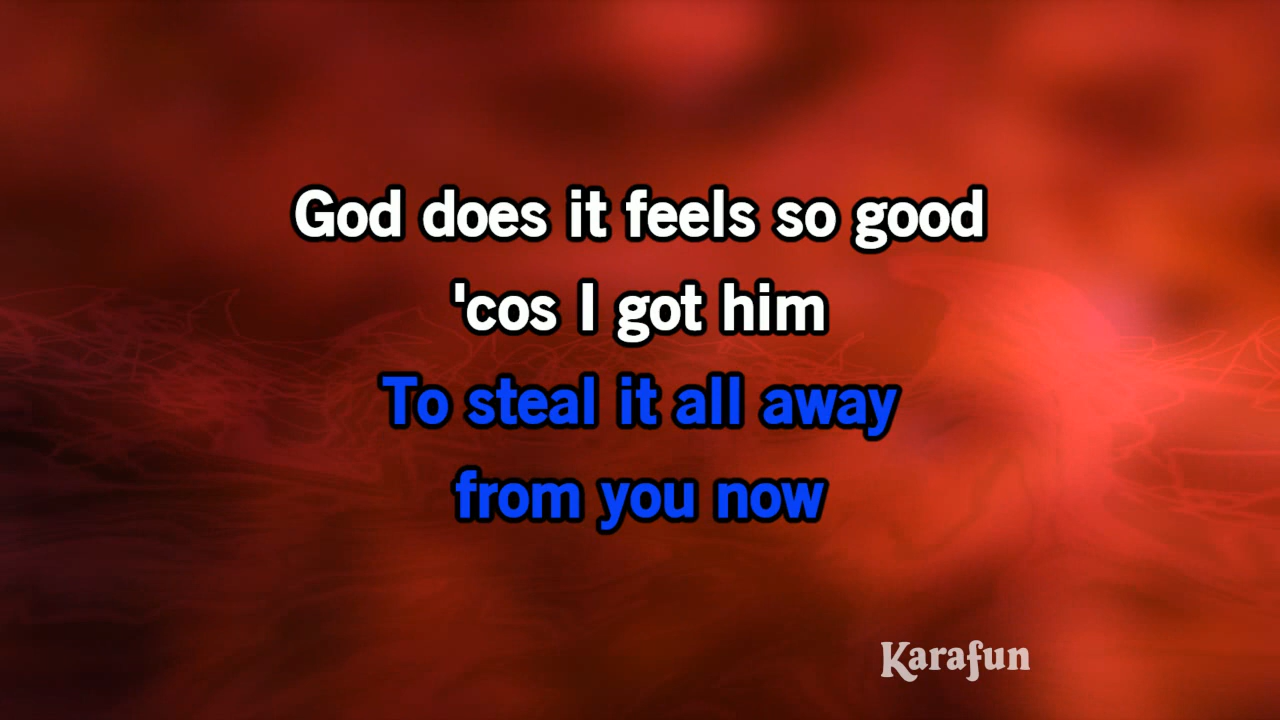 God does it feels so good
'cos I got him
To steal it all away
from you now
Karafun